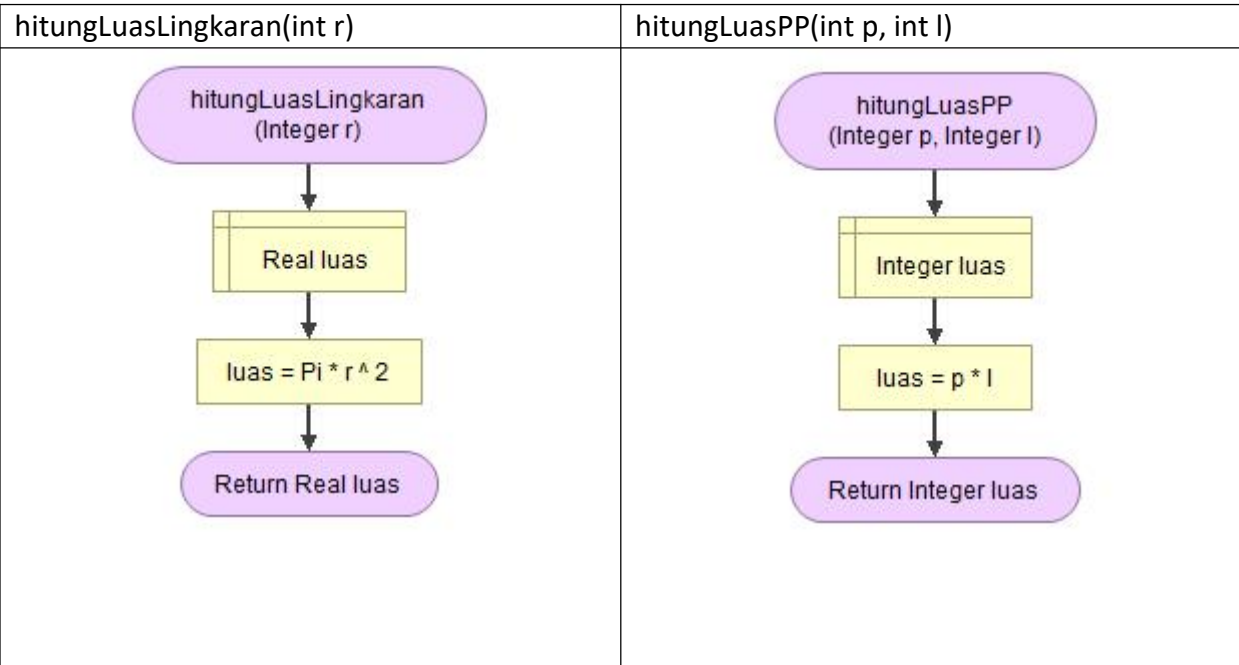 hitungLuasLingkaran(int r)
hitungLuasLingkaran
(Integer r)
Real luas
luas = Pi * r ^ 2
Return Real luas
hitungLuasPP(int p, int l)
hitungLuasPP
(Integer p, Integer l)
Integer luas
luas = p * l
Return Integer luas